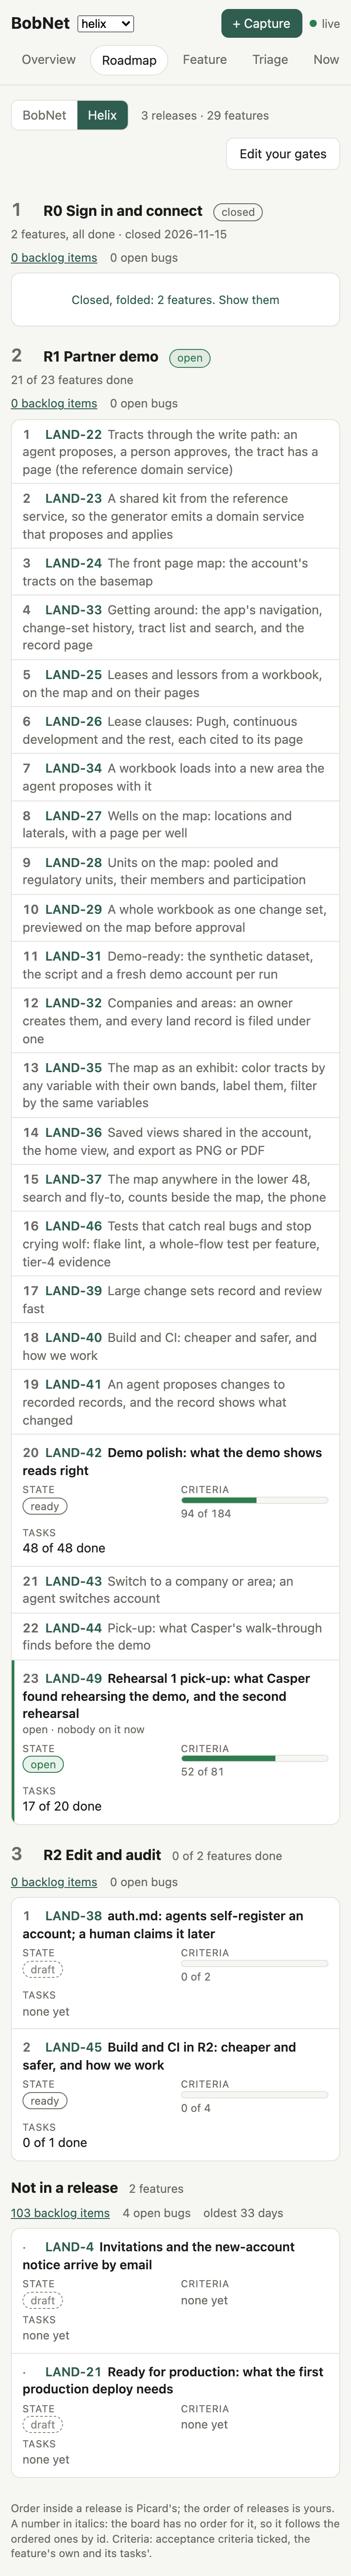 BobNet helix + Capture live
Overview Roadmap Feature Triage Now
BobNet Helix 3 releases · 29 features
Edit your gates
1 R0 Sign in and connect closed
2 features, all done · closed 2026-11-15
0 backlog items 0 open bugs
Closed, folded: 2 features. Show them
2 R1 Partner demo open
21 of 23 features done
0 backlog items 0 open bugs
1 LAND-22 Tracts through the write path: an
agent proposes, a person approves, the tract has a
page (the reference domain service)
2 LAND-23 A shared kit from the reference
service, so the generator emits a domain service
that proposes and applies
3 LAND-24 The front page map: the account's
tracts on the basemap
4 LAND-33 Getting around: the app's navigation,
change-set history, tract list and search, and the
record page
5 LAND-25 Leases and lessors from a workbook,
on the map and on their pages
6 LAND-26 Lease clauses: Pugh, continuous
development and the rest, each cited to its page
7 LAND-34 A workbook loads into a new area the
agent proposes with it
8 LAND-27 Wells on the map: locations and
laterals, with a page per well
9 LAND-28 Units on the map: pooled and
regulatory units, their members and participation
10 LAND-29 A whole workbook as one change set,
previewed on the map before approval
11 LAND-31 Demo-ready: the synthetic dataset,
the script and a fresh demo account per run
12 LAND-32 Companies and areas: an owner
creates them, and every land record is filed under
one
13 LAND-35 The map as an exhibit: color tracts by
any variable with their own bands, label them, filter
by the same variables
14 LAND-36 Saved views shared in the account,
the home view, and export as PNG or PDF
15 LAND-37 The map anywhere in the lower 48,
search and fly-to, counts beside the map, the phone
16 LAND-46 Tests that catch real bugs and stop
crying wolf: flake lint, a whole-flow test per feature,
tier-4 evidence
17 LAND-39 Large change sets record and review
fast
18 LAND-40 Build and CI: cheaper and safer, and
how we work
19 LAND-41 An agent proposes changes to
recorded records, and the record shows what
changed
20 LAND-42 Demo polish: what the demo shows
reads right
STATE CRITERIA
ready
94 of 184
TASKS
48 of 48 done
21 LAND-43 Switch to a company or area; an
agent switches account
22 LAND-44 Pick-up: what Casper's walk-through
finds before the demo
23 LAND-49 Rehearsal 1 pick-up: what Casper
found rehearsing the demo, and the second
rehearsal
open · nobody on it now
STATE CRITERIA
open
52 of 81
TASKS
17 of 20 done
3 R2 Edit and audit 0 of 2 features done
0 backlog items 0 open bugs
1 LAND-38 auth.md: agents self-register an
account; a human claims it later
STATE CRITERIA
draft
0 of 2
TASKS
none yet
2 LAND-45 Build and CI in R2: cheaper and
safer, and how we work
STATE CRITERIA
ready
0 of 4
TASKS
0 of 1 done
Not in a release 2 features
103 backlog items 4 open bugs oldest 33 days
· LAND-4 Invitations and the new-account
notice arrive by email
STATE CRITERIA
draft none yet
TASKS
none yet
· LAND-21 Ready for production: what the first
production deploy needs
STATE CRITERIA
draft none yet
TASKS
none yet
Order inside a release is Picard's; the order of releases is yours.
A number in italics: the board has no order for it, so it follows the
ordered ones by id. Criteria: acceptance criteria ticked, the
feature's own and its tasks'.